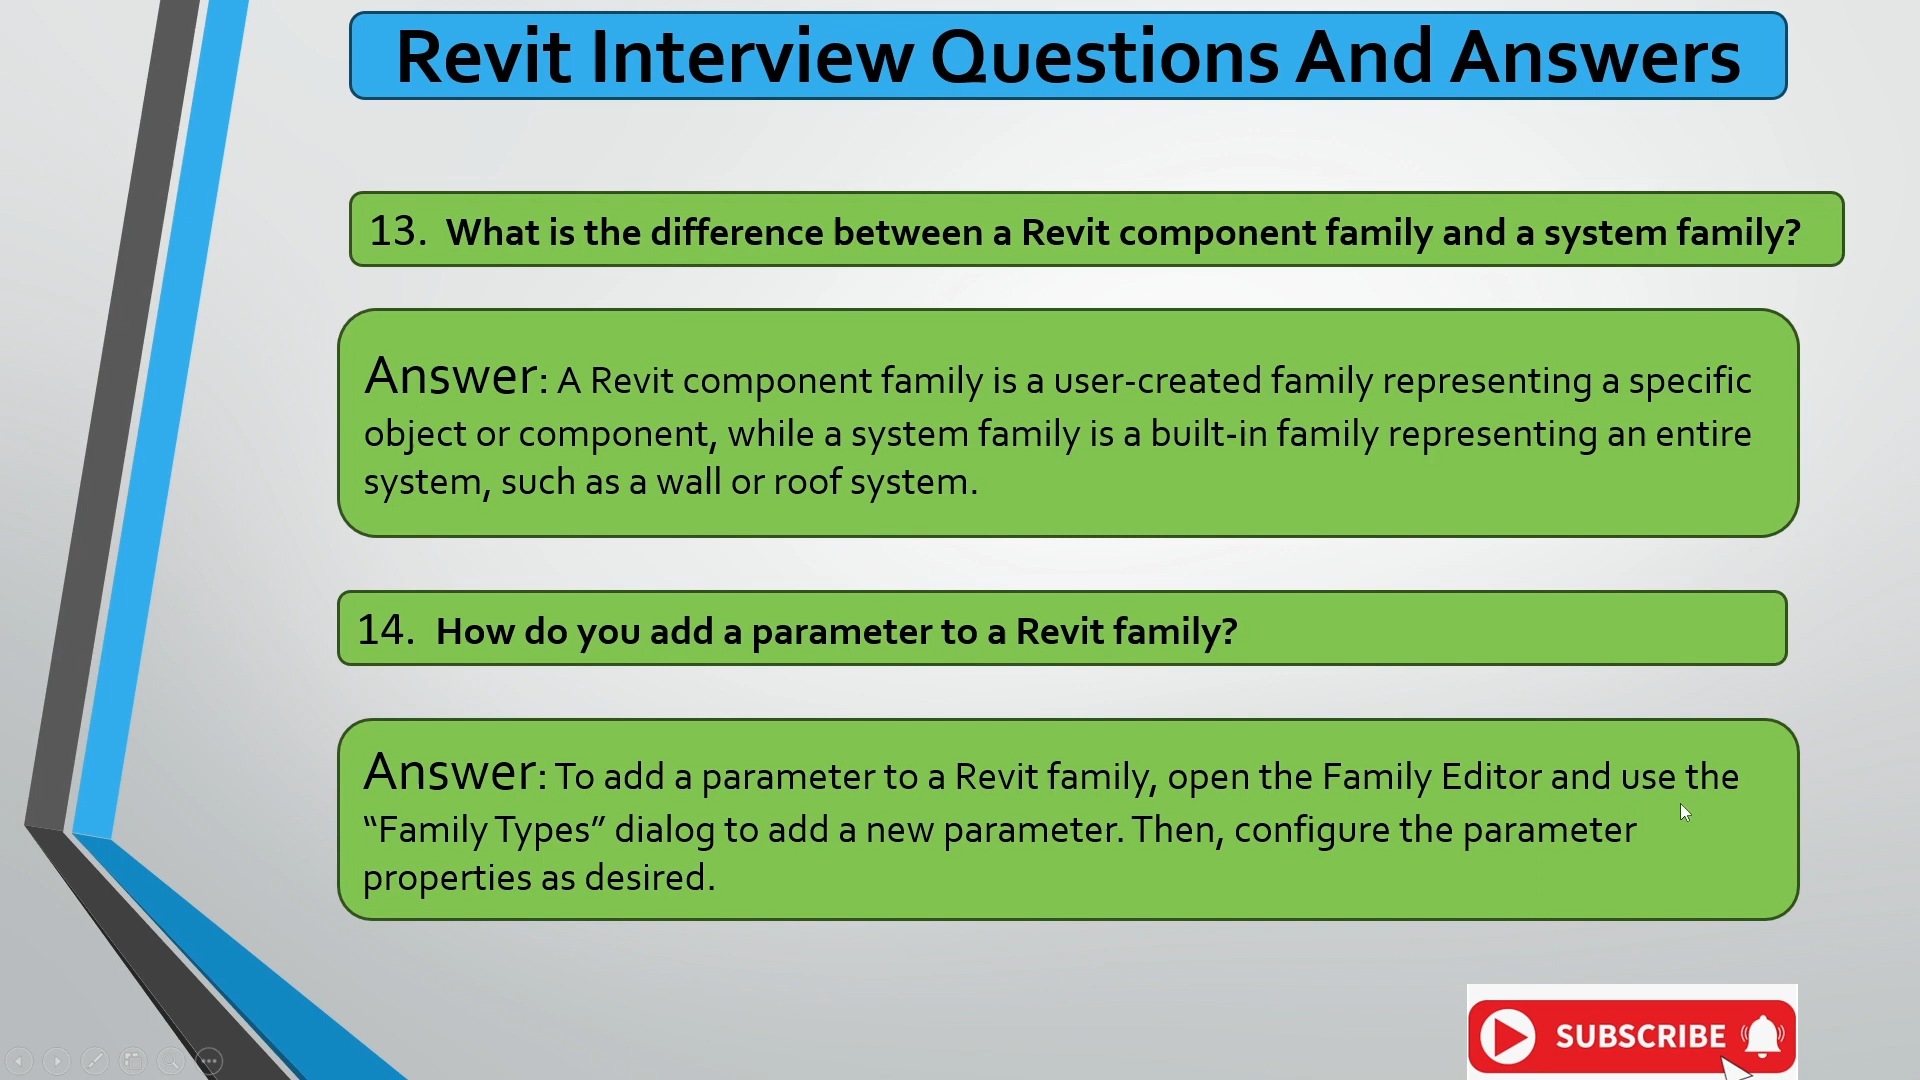 Revit Interview Questions And Answers
13. What is the difference between a Revit component family and a system family?
Answer: A Revit component family is a user-created family representing a specific
object or component, while a system family is a built-in family representing an entire
system, such as a wall or roof system.
14. How do you add a parameter to a Revit family?
Answer: To add a parameter to a Revit family, open the Family Editor and use the
“Family Types” dialog to add a new parameter. Then, configure the parameter
properties as desired.
SUBSCRIBE